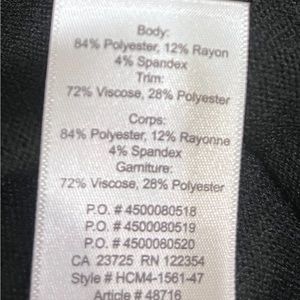 Body:
84% Polyester, 12% Rayon
4% Spandex
Trim:
72% Viscose, 28% Polyester
Corps:
84% Polyester, 12% Rayonne
4% Spandex
Garniture:
72% Viscose, 28% Polyester
P.O. # 4500080518
P.O. # 4500080519
P.O. # 4500080520
CA 23725 RN 122354
Style # HCM4-1561-47
Article # 48716